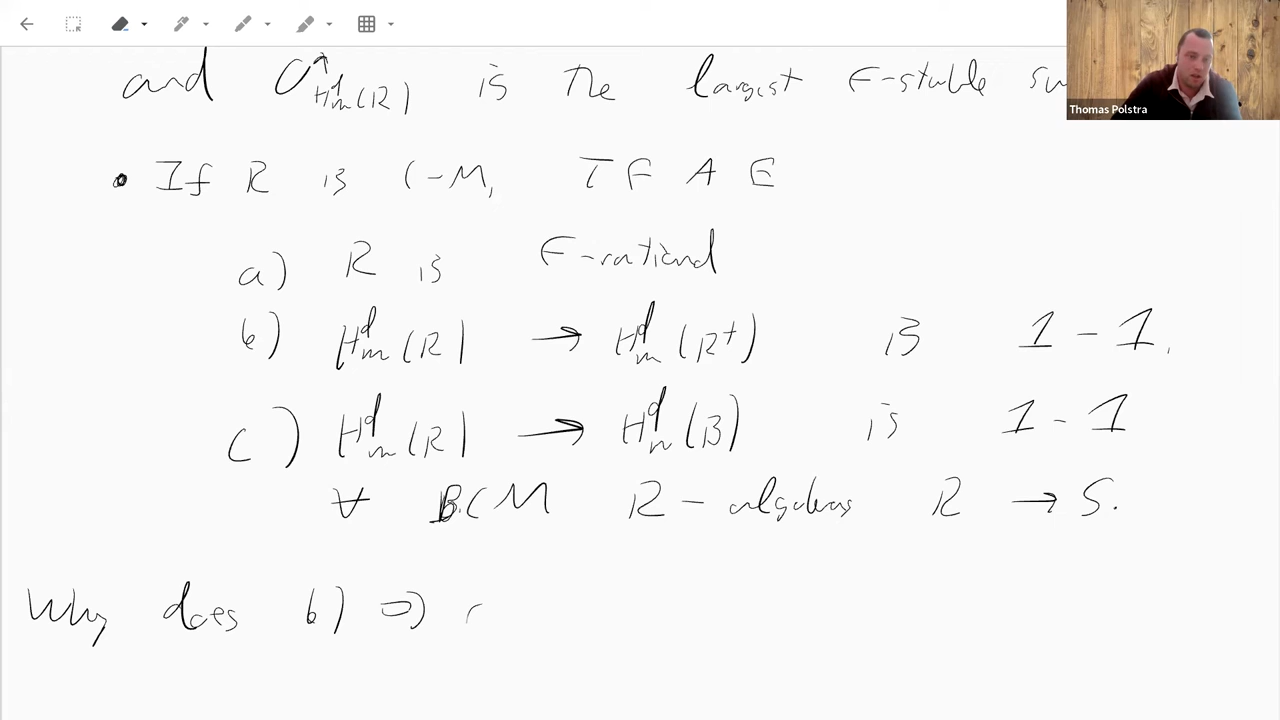 Thomas Polstra
and 0^*_{H^d_m(R)} is the largest F-stable su
• If R is C-M, TFAE
a) R is F-rational
b) H^d_m(R) → H^d_m(R^+) is 1-1.
c) H^d_m(R) → H^d_m(B) is 1-1
∀ BCM R-algebras R → S.
Why does b) ⇒ c